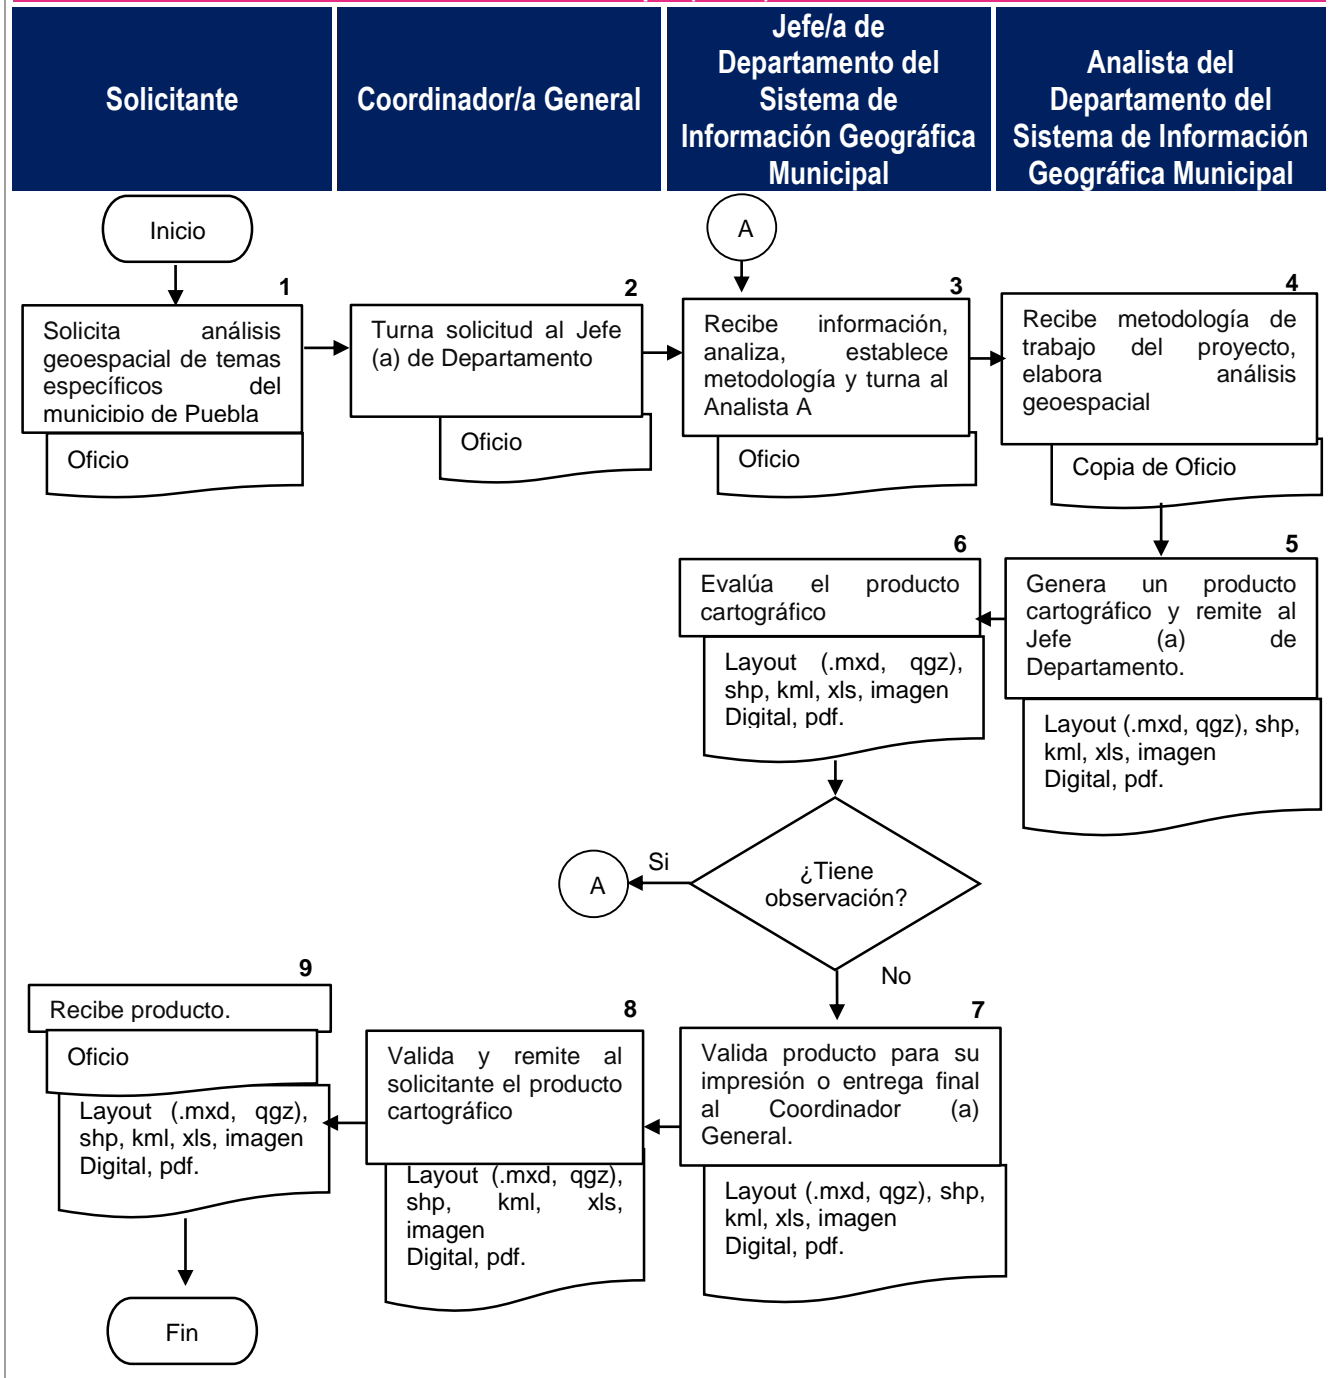 Solicitante
Coordinador/a General
Jefe/a de
Departamento del
Sistema de
Información Geográfica
Municipal
Analista del
Departamento del
Sistema de Información
Geográfica Municipal
Inicio
A
1
Solicita análisis
geoespacial de temas
específicos del
municipio de Puebla
Oficio
2
Turna solicitud al Jefe
(a) de Departamento
Oficio
3
Recibe información,
analiza, establece
metodología y turna al
Analista A
Oficio
4
Recibe metodología de
trabajo del proyecto,
elabora análisis
geoespacial
Copia de Oficio
5
Genera un producto
cartográfico y remite al
Jefe (a) de
Departamento.
Layout (.mxd, qgz), shp,
kml, xls, imagen
Digital, pdf.
6
Evalúa el producto
cartográfico
Layout (.mxd, qgz),
shp, kml, xls, imagen
Digital, pdf.
¿Tiene
observación?
Si
A
No
7
Valida producto para su
impresión o entrega final
al Coordinador (a)
General.
Layout (.mxd, qgz), shp,
kml, xls, imagen
Digital, pdf.
8
Valida y remite al
solicitante el producto
cartográfico
Layout (.mxd, qgz),
shp, kml, xls,
imagen
Digital, pdf.
9
Recibe producto.
Oficio
Layout (.mxd, qgz),
shp, kml, xls, imagen
Digital, pdf.
Fin